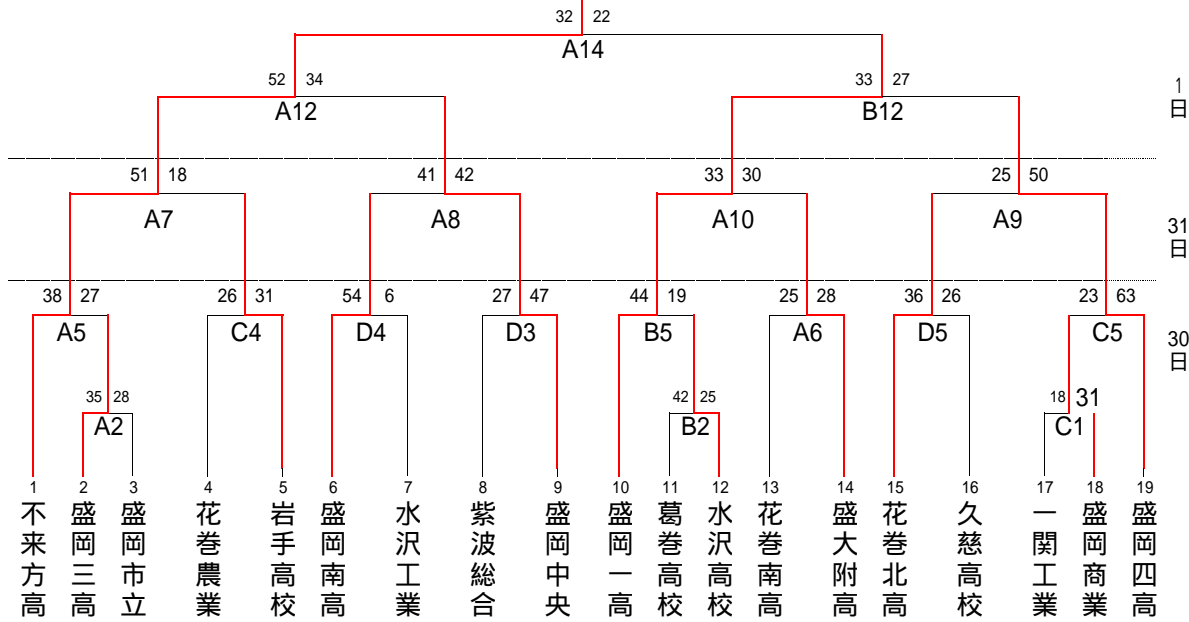 32 22
A14
52 34
33 27
A12
B12
1日
51 18
41 42
33 30
25 50
A7
A8
A10
A9
31日
38 27
26 31
54 6
27 47
44 19
25 28
36 26
23 63
A5
C4
D4
D3
B5
A6
D5
C5
30日
35 28
42 25
18 31
A2
B2
C1
1 不来方高
2 盛岡三高
3 盛岡市立
4 花巻農業
5 岩手高校
6 盛岡南高
7 水沢工業
8 紫波総合
9 盛岡中央
10 盛岡一高
11 葛巻高校
12 水沢高校
13 花巻南高
14 盛大附高
15 花巻北高
16 久慈高校
17 一関工業
18 盛岡商業
19 盛岡四高